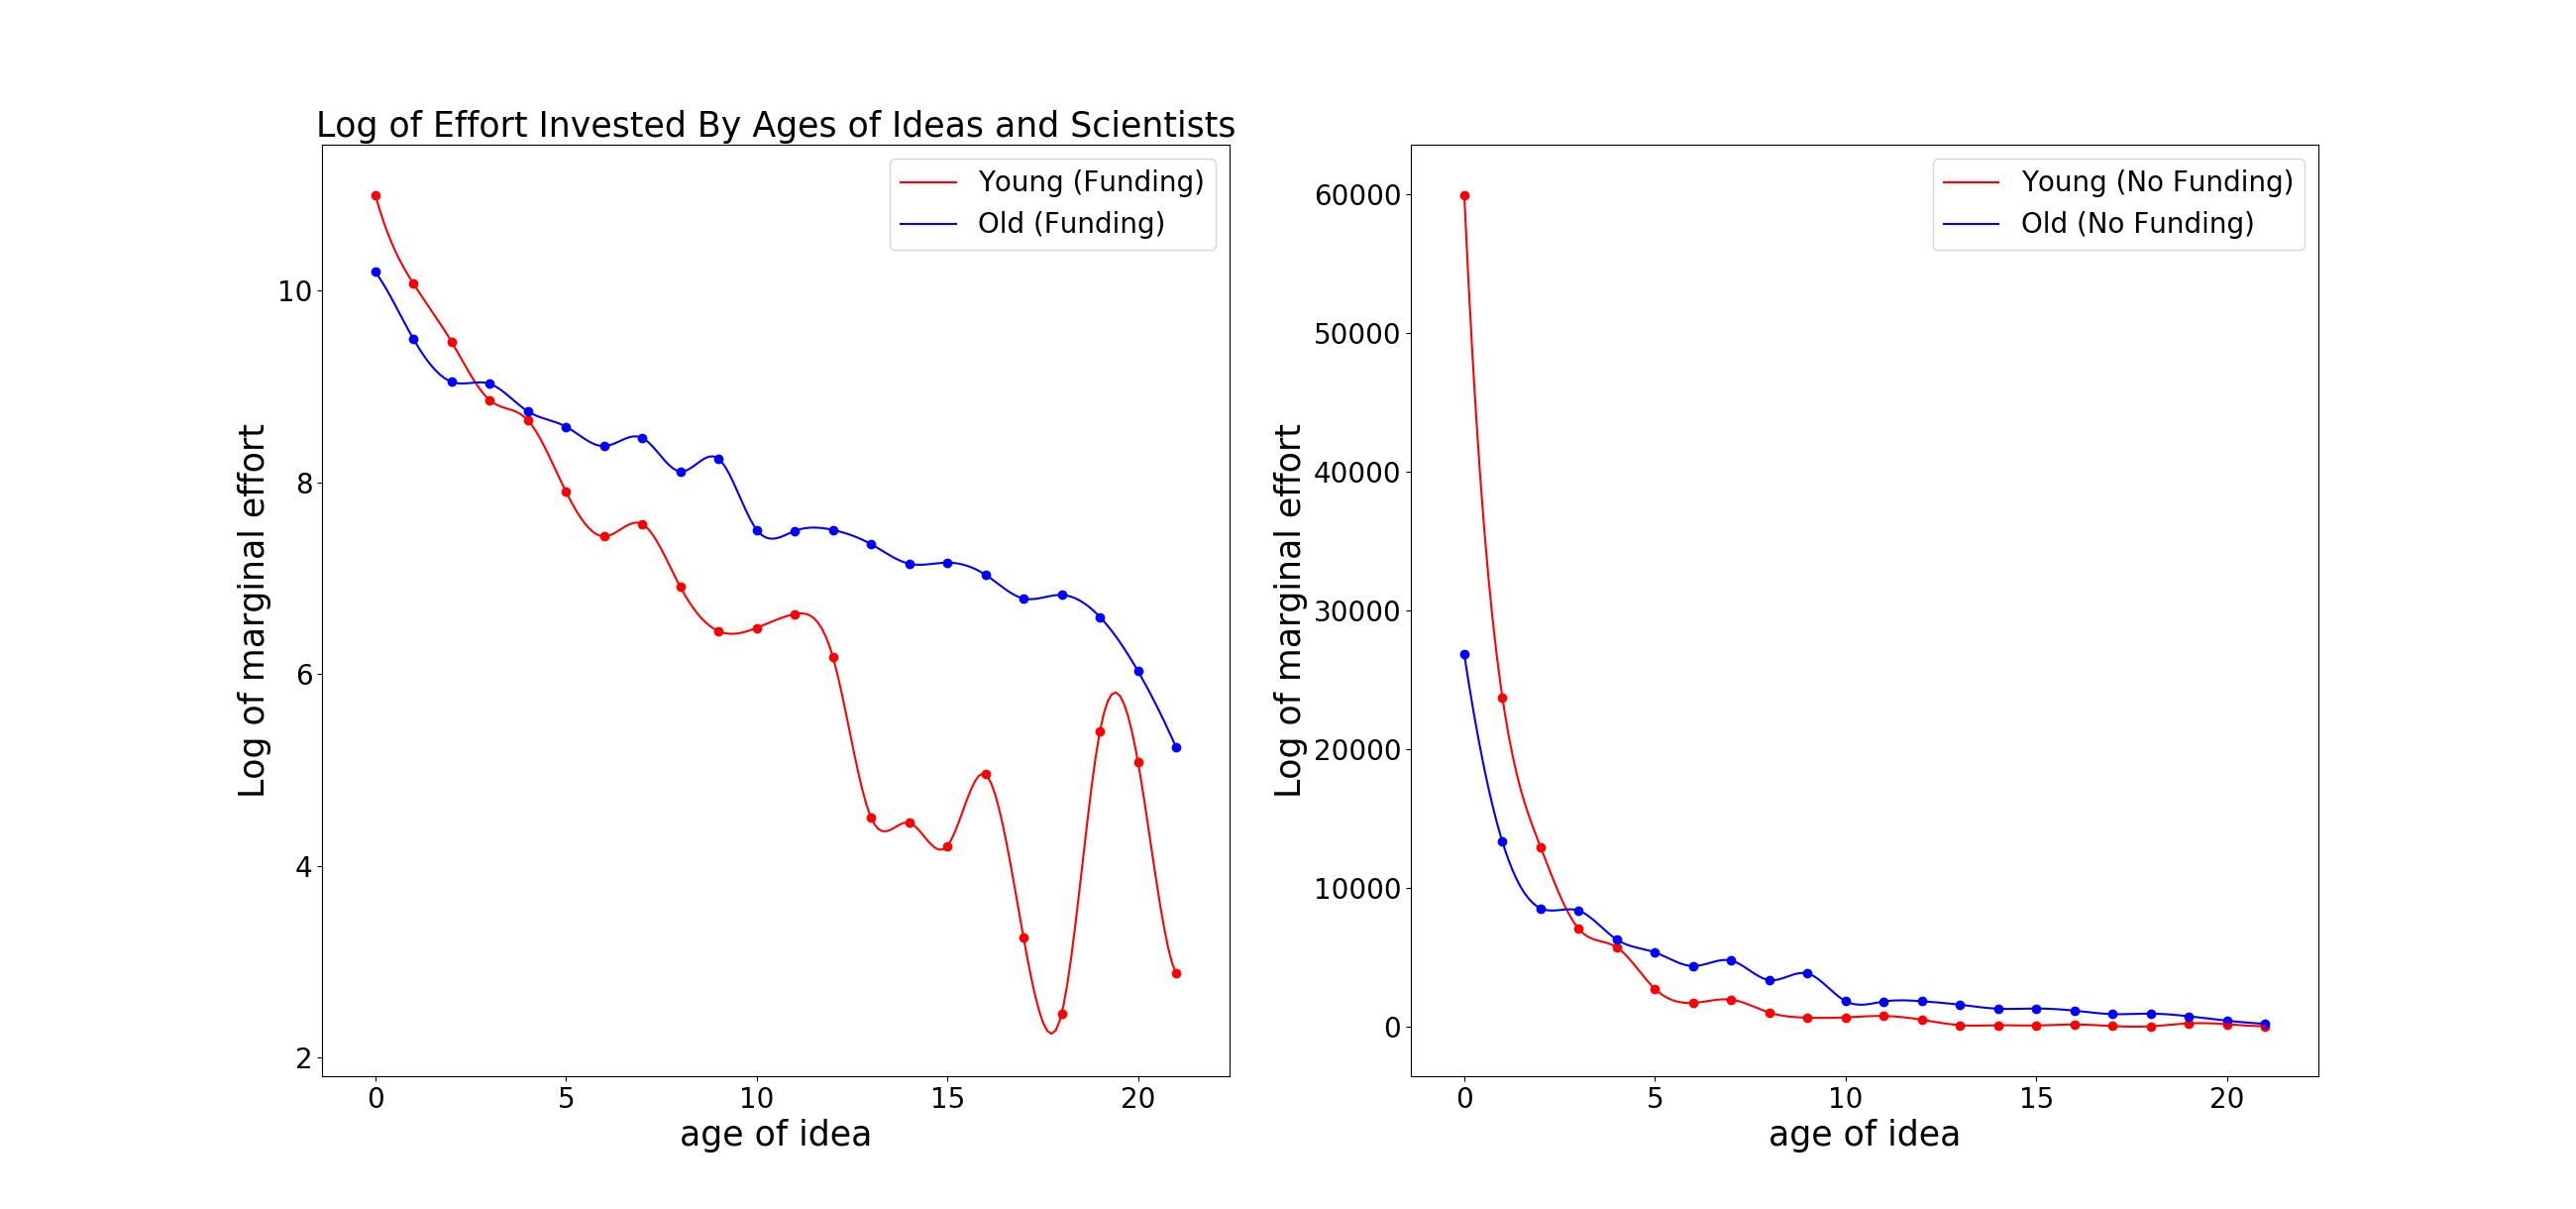 Log of Effort Invested By Ages of Ideas and Scientists
Young (Funding)
Old (Funding)
10
8
6
4
2
Log of marginal effort
0 5 10 15 20
age of idea
Young (No Funding)
Old (No Funding)
60000
50000
40000
30000
20000
10000
0
Log of marginal effort
0 5 10 15 20
age of idea